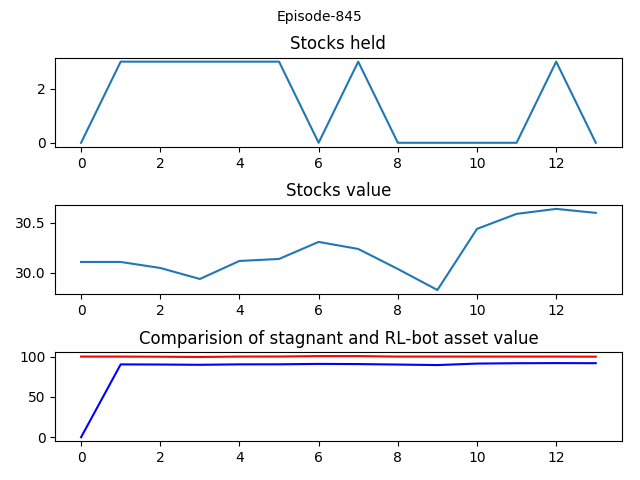 Episode-845
Stocks held
2
0
0 2 4 6 8 10 12
Stocks value
30.5
30.0
0 2 4 6 8 10 12
Comparision of stagnant and RL-bot asset value
100
50
0
0 2 4 6 8 10 12